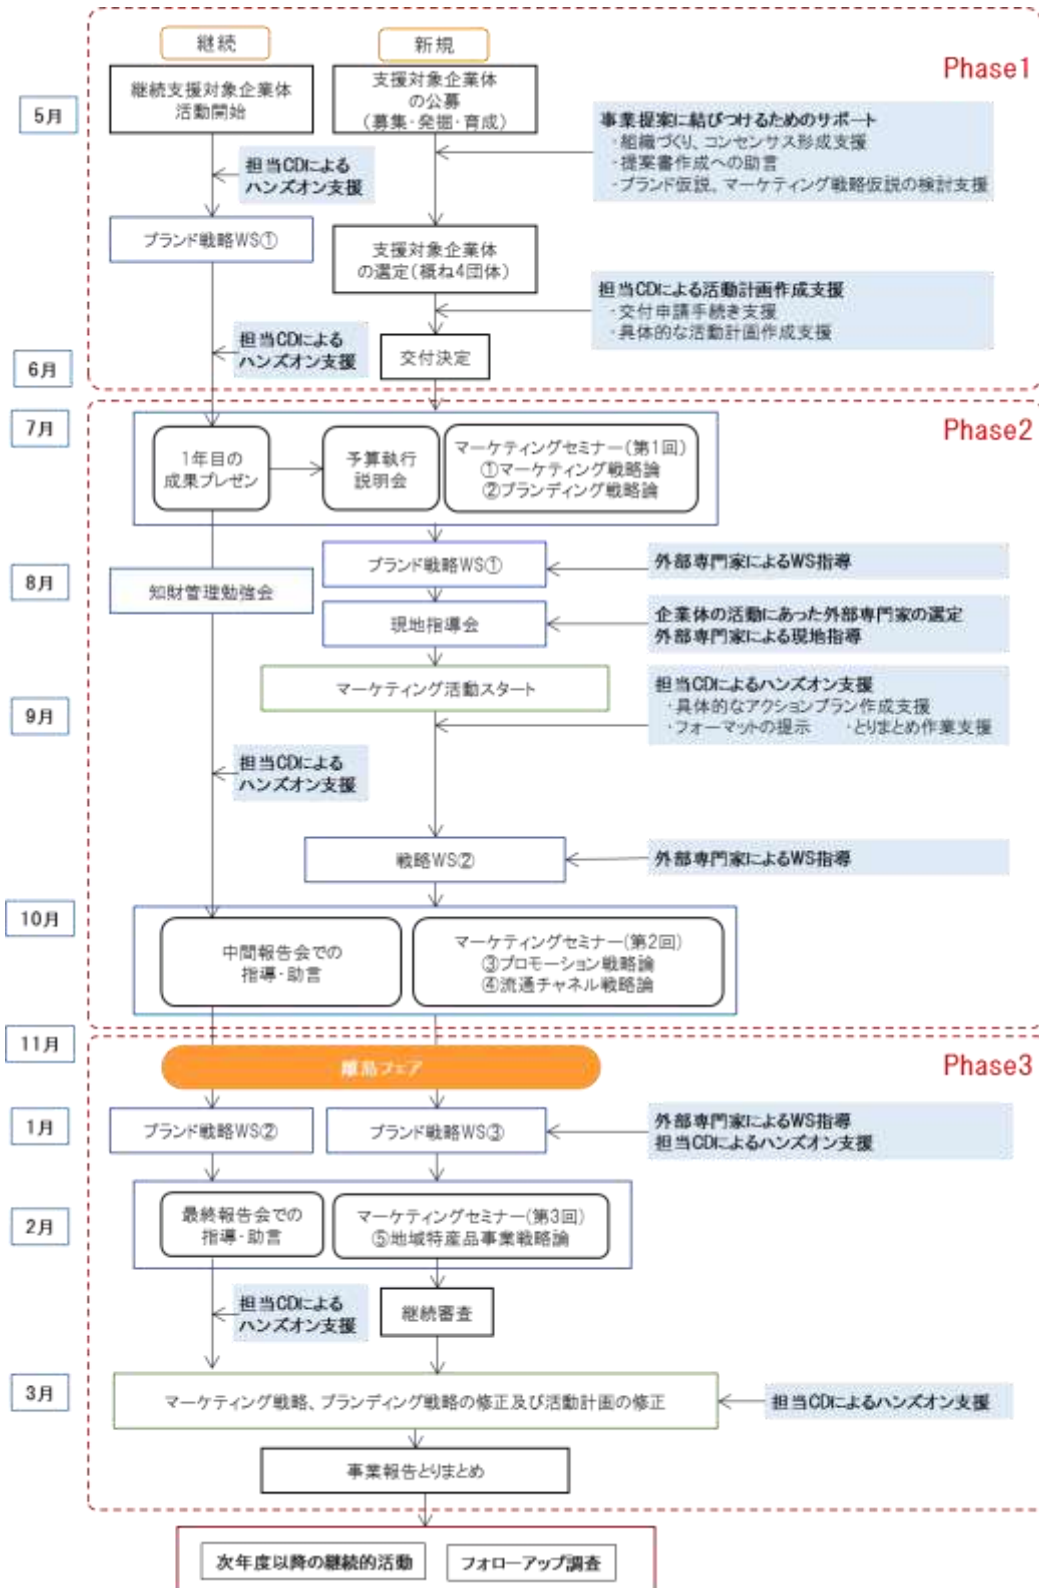 継続
新規
Phase1
継続支援対象企業体
活動開始
支援対象企業体
の公募
(募集・発掘・育成)
5月
事業提案に結びつけるためのサポート
・組織づくり、コンセンサス形成支援
・提案書作成への助言
・ブランド仮説、マーケティング戦略仮説の検討支援
担当CDによる
ハンズオン支援
ブランド戦略WS①
支援対象企業体
の選定(概ね4団体)
担当CDによる活動計画作成支援
・交付申請手続き支援
・具体的な活動計画作成支援
担当CDによる
ハンズオン支援
交付決定
6月
7月
Phase2
1年目の
成果プレゼン
予算執行
説明会
マーケティングセミナー(第1回)
①マーケティング戦略論
②ブランディング戦略論
8月
ブランド戦略WS①
外部専門家によるWS指導
知財管理勉強会
現地指導会
企業体の活動にあった外部専門家の選定
外部専門家による現地指導
マーケティング活動スタート
9月
担当CDによるハンズオン支援
・具体的なアクションプラン作成支援
・フォーマットの提示 ・とりまとめ作業支援
担当CDによる
ハンズオン支援
戦略WS②
外部専門家によるWS指導
10月
中間報告会での
指導・助言
マーケティングセミナー(第2回)
③プロモーション戦略論
④流通チャネル戦略論
11月
離島フェア
Phase3
1月
ブランド戦略WS②
ブランド戦略WS③
外部専門家によるWS指導
担当CDによるハンズオン支援
2月
最終報告会での
指導・助言
マーケティングセミナー(第3回)
⑤地域特産品事業戦略論
担当CDによる
ハンズオン支援
継続審査
3月
マーケティング戦略、ブランディング戦略の修正及び活動計画の修正
担当CDによるハンズオン支援
事業報告とりまとめ
次年度以降の継続的活動
フォローアップ調査